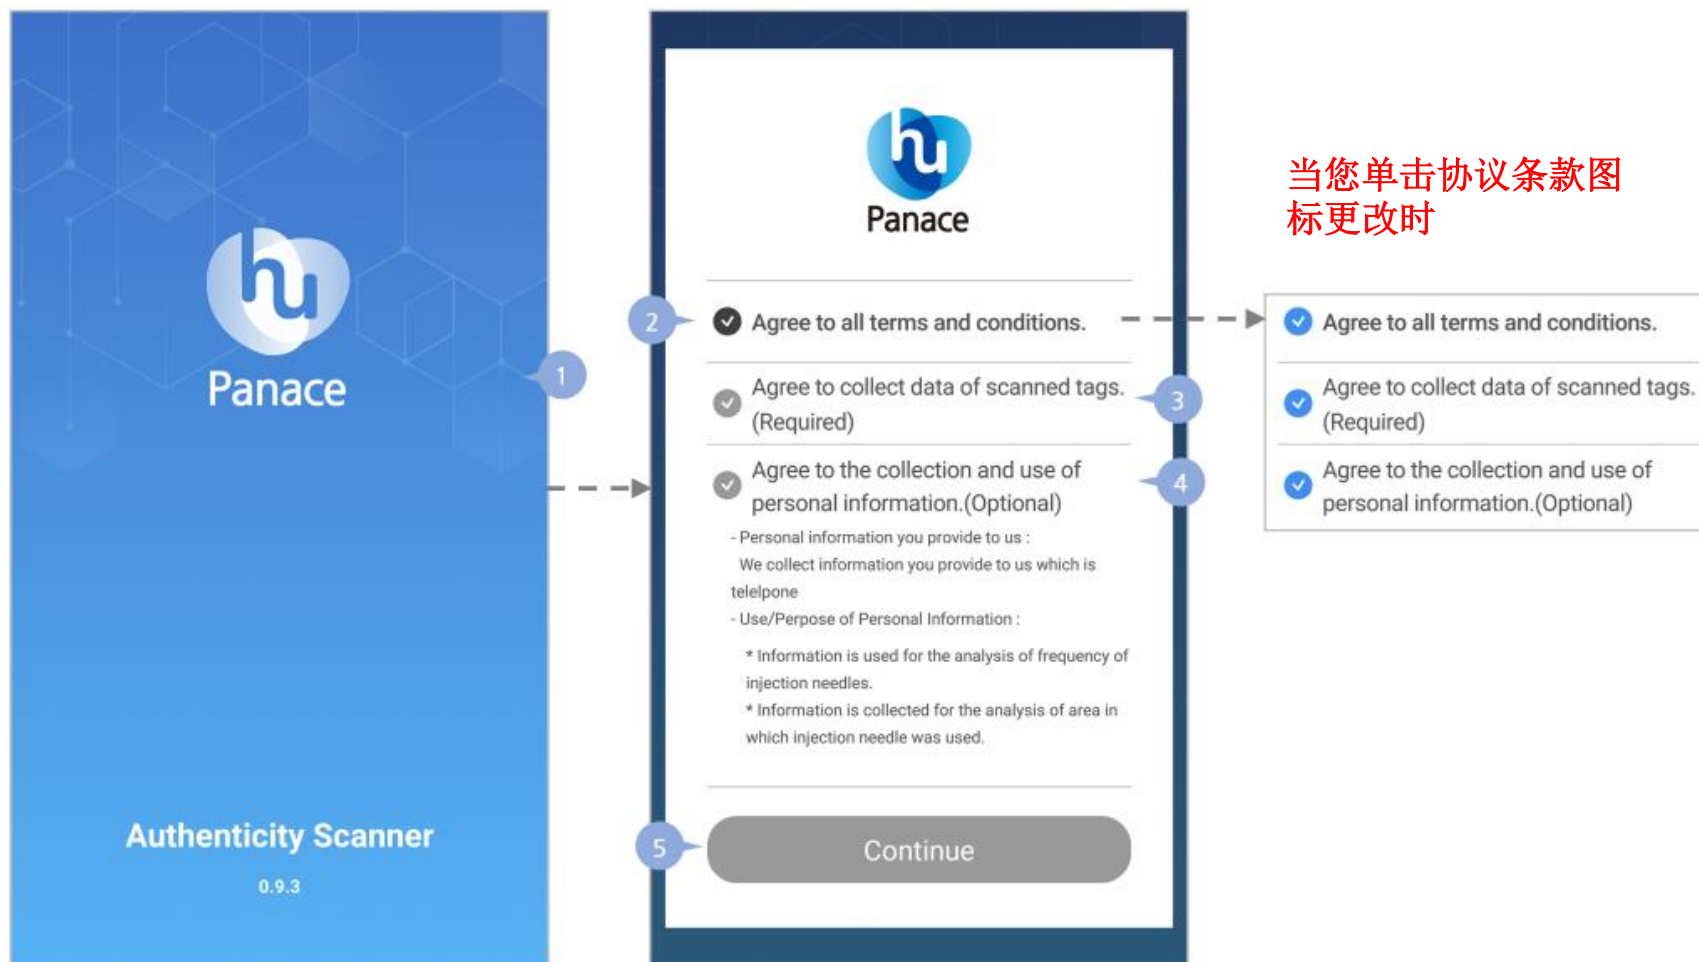 hu
Panace
1
Authenticity Scanner
0.9.3
hu
Panace
2
Agree to all terms and conditions.
Agree to collect data of scanned tags.
(Required)
3
Agree to the collection and use of
personal information.(Optional)
4
- Personal information you provide to us :
We collect information you provide to us which is
telelpone
- Use/Perpose of Personal Information :
* Information is used for the analysis of frequency of
injection needles.
* Information is collected for the analysis of area in
which injection needle was used.
5
Continue
当您单击协议条款图
标更改时
Agree to all terms and conditions.
Agree to collect data of scanned tags.
(Required)
Agree to the collection and use of
personal information.(Optional)